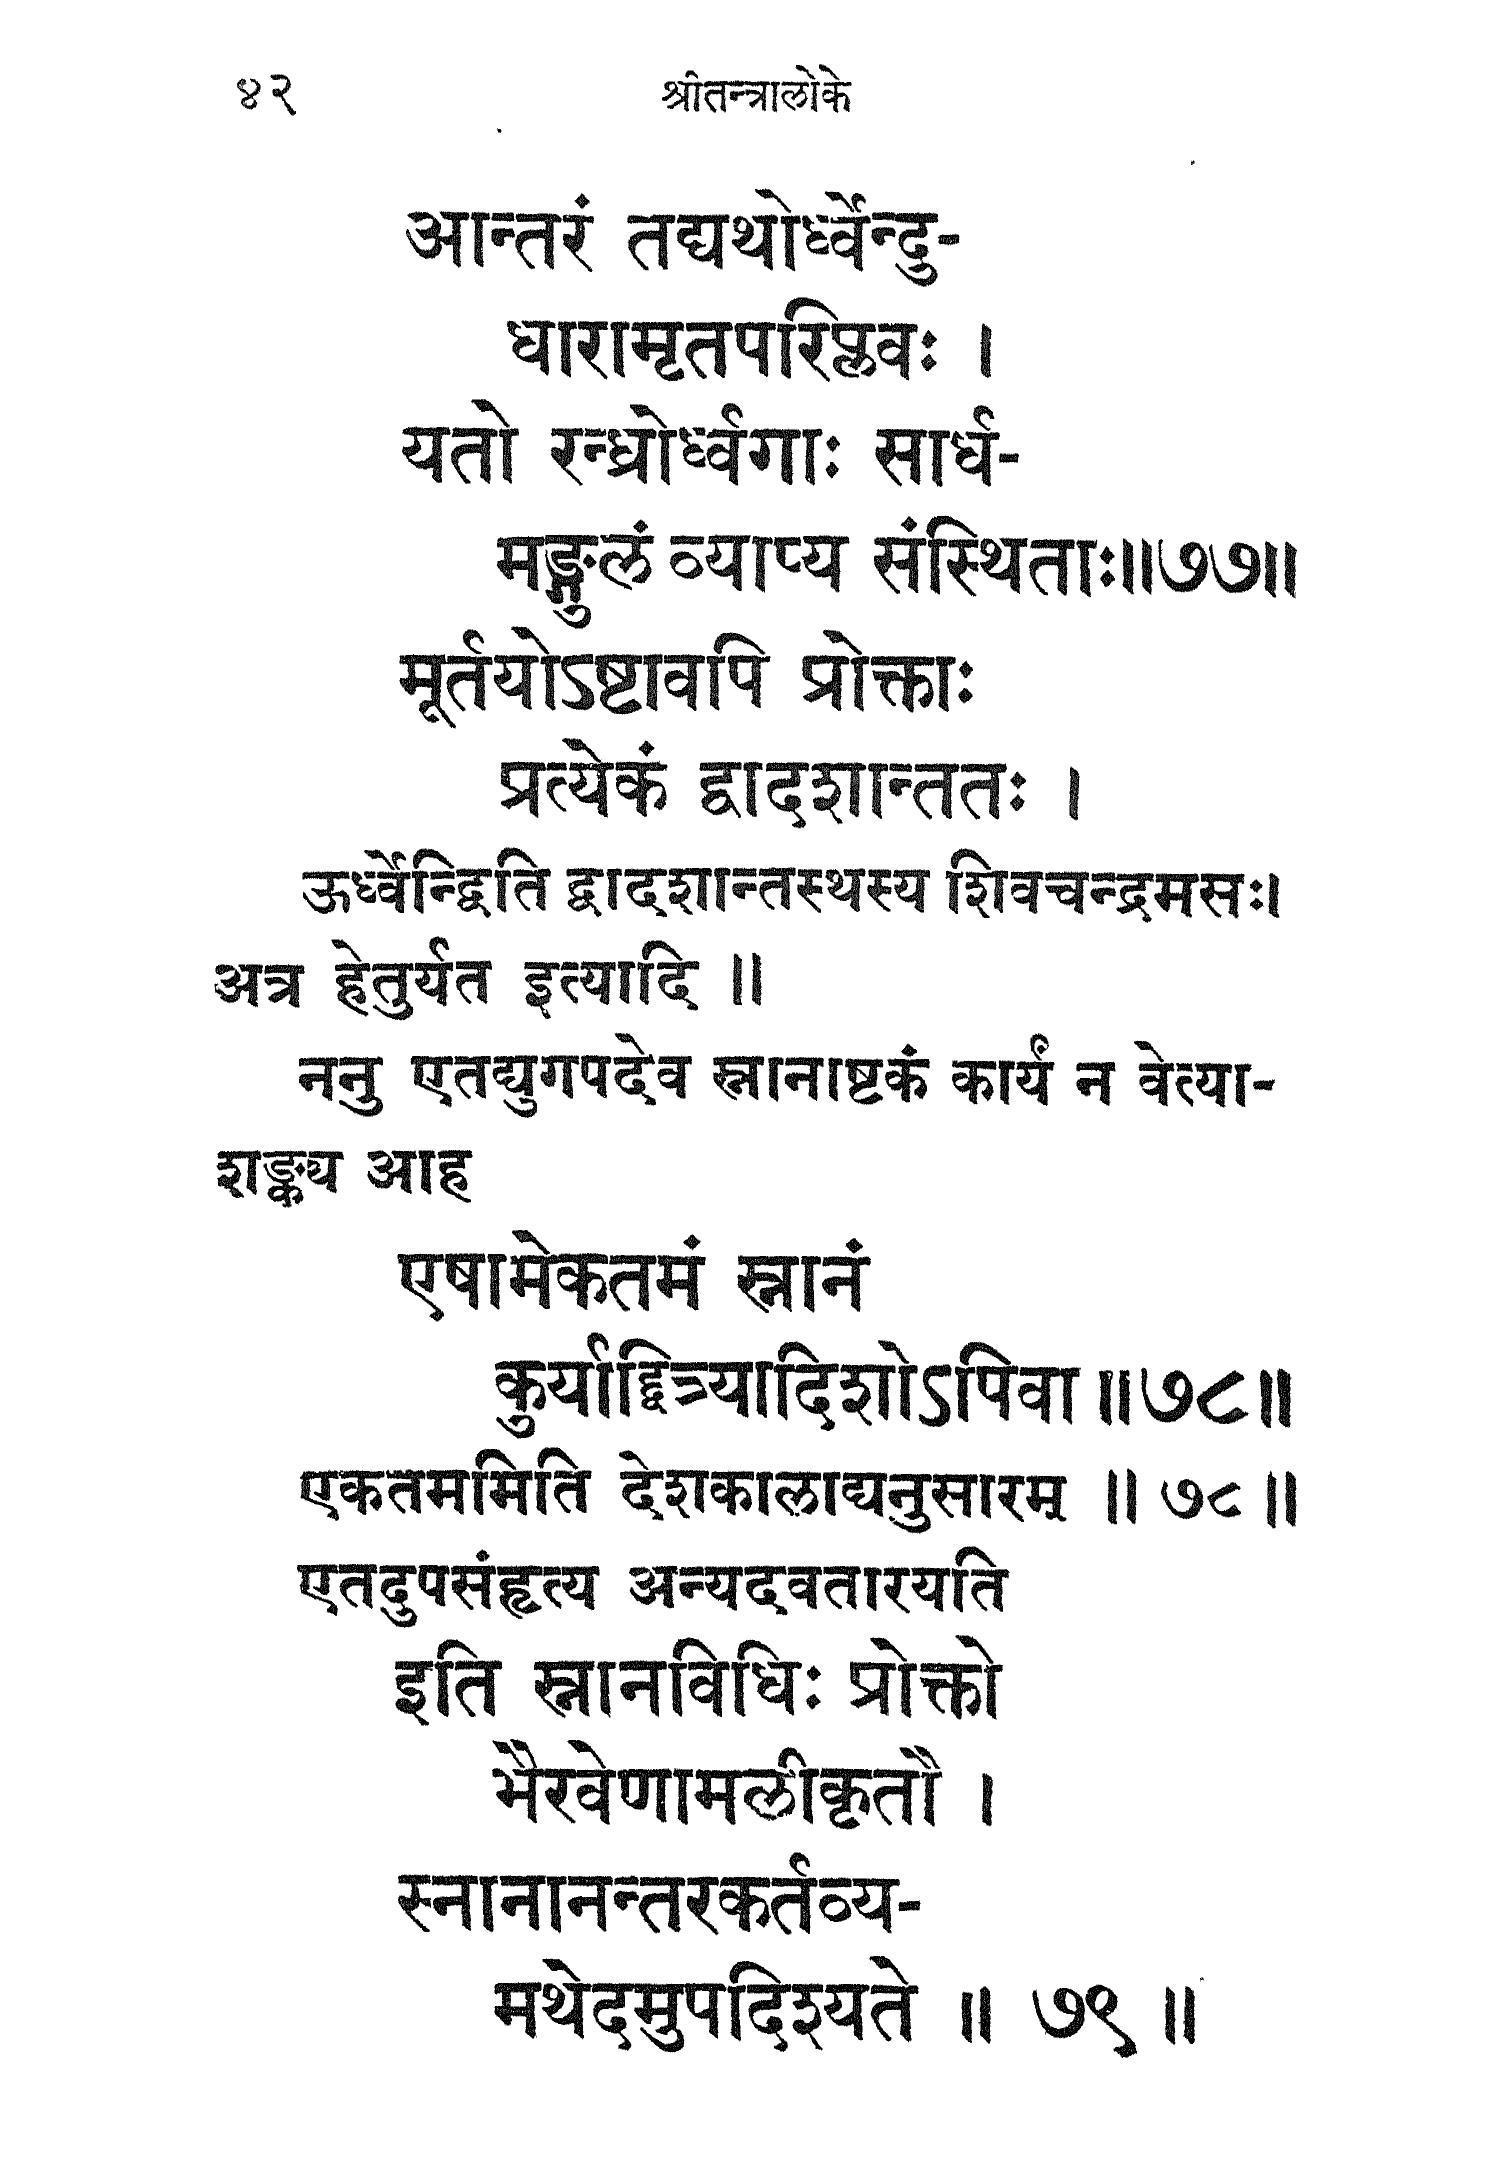 ४२ श्रीतन्त्रालोके
आन्तरं तद्यथोर्ध्वेन्दु-
धारामृतपरिप्लवः ।
यतो रन्ध्रोर्ध्वगाः सार्ध-
मङ्गुलं व्याप्य संस्थिताः॥७७॥
मूर्तयोऽष्टावपि प्रोक्ताः
प्रत्येकं द्वादशान्ततः ।
ऊर्ध्वेन्द्विति द्वादशान्तस्थस्य शिवचन्द्रमसः।
अत्र हेतुर्यत इत्यादि ॥
ननु एतद्युगपदेव स्नानाष्टकं कार्यं न वेत्या-
शङ्क्य आह
एषामेकतमं स्नानं
कुर्याद्द्वित्र्यादिशोऽपिवा ॥७८॥
एकतममिति देशकालाद्यनुसारम् ॥ ७८ ॥
एतदुपसंहृत्य अन्यदवतारयति
इति स्नानविधिः प्रोक्तो
भैरवेणामलीकृतौ ।
स्नानानन्तरकर्तव्य-
मथेदमुपदिश्यते ॥ ७९ ॥